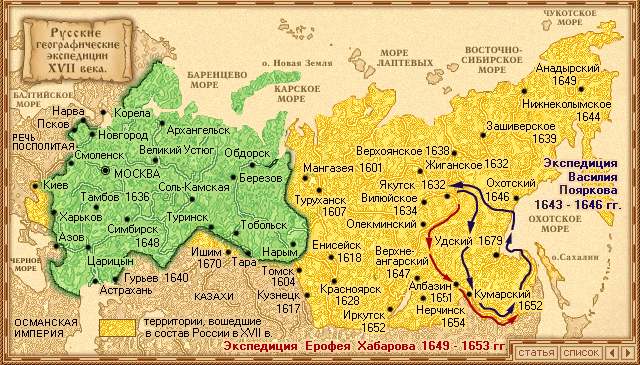 Русские
географические
экспедиции
XVII века.
ЧУКОТСКОЕ
МОРЕ
ВОСТОЧНО-
СИБИРСКОЕ
МОРЕ
МОРЕ
ЛАПТЕВЫХ
о. Новая Земля
БАРЕНЦЕВО
МОРЕ
КАРСКОЕ
МОРЕ
БАЛТИЙСКОЕ
МОРЕ
Анадырский
1649
Нижнеколымское
1644
Зашиверское
1639
Нарва
Корела
Псков
Новгород
Архангельск
РЕЧЬ
ПОСПОЛИТАЯ
Смоленск
Великий Устюг
Обдорск
МОСКВА
Березов
Соль-Камская
Киев
Тамбов 1636
Харьков
Туринск
Симбирск
1648
Тобольск
Азов
Царицын
Нарым
Ишим
1670
Тара
Гурьев 1640
Астрахань
ЧЕРНОЕ
МОРЕ
КАЗАХИ
ОСМАНСКАЯ
ИМПЕРИЯ
Верхоянское 1638
Жиганское 1632
Мангазея 1601
Якутск 1632
Охотский
1646
Туруханск
1607
Вилюйское
1634
Олекминский
Экспедиция
Василия
Пояркова
1643 - 1646 гг.
ОХОТСКОЕ
МОРЕ
о.Сахалин
Удский 1679
Енисейск
1618
Верхне-
ангарский
1647
Томск
1604
Красноярск
1628
Албазин
1651
Кумарский
1652
Кузнецк
1617
Иркутск
1652
Нерчинск
1654
территории, вошедшие
в состав России в XVII в.
Экспедиция Ерофея Хабарова 1649 - 1653 гг.
статья список